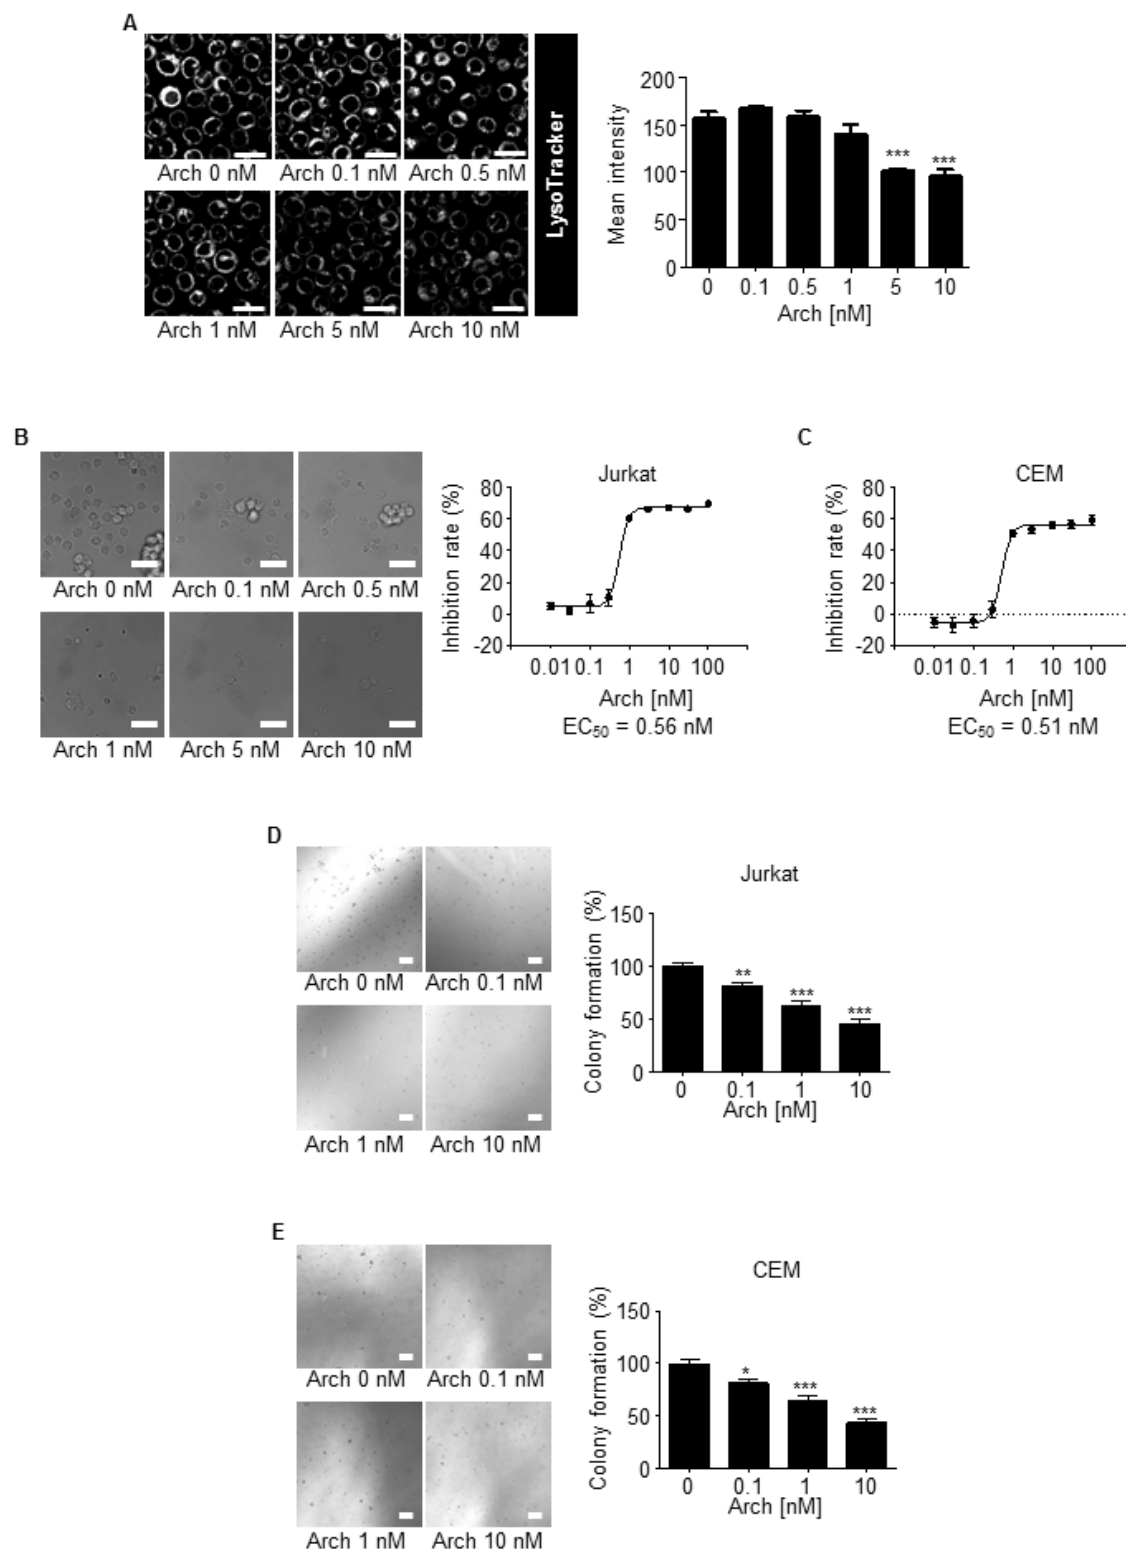 A
Arch 0 nM Arch 0.1 nM Arch 0.5 nM
Arch 1 nM Arch 5 nM Arch 10 nM
LysoTracker
Mean intensity
200
150
100
50
0
*** ***
0 0.1 0.5 1 5 10
Arch [nM]
B
Arch 0 nM Arch 0.1 nM Arch 0.5 nM
Arch 1 nM Arch 5 nM Arch 10 nM
Jurkat
Inhibition rate (%)
80
60
40
20
0
-20
0.01 0.1 1 10 100
Arch [nM]
EC50 = 0.56 nM
C
CEM
Inhibition rate (%)
80
60
40
20
0
-20
0.01 0.1 1 10 100
Arch [nM]
EC50 = 0.51 nM
D
Arch 0 nM Arch 0.1 nM
Arch 1 nM Arch 10 nM
Jurkat
Colony formation (%)
150
100
50
0
** *** ***
0 0.1 1 10
Arch [nM]
E
Arch 0 nM Arch 0.1 nM
Arch 1 nM Arch 10 nM
CEM
Colony formation (%)
150
100
50
0
* *** ***
0 0.1 1 10
Arch [nM]